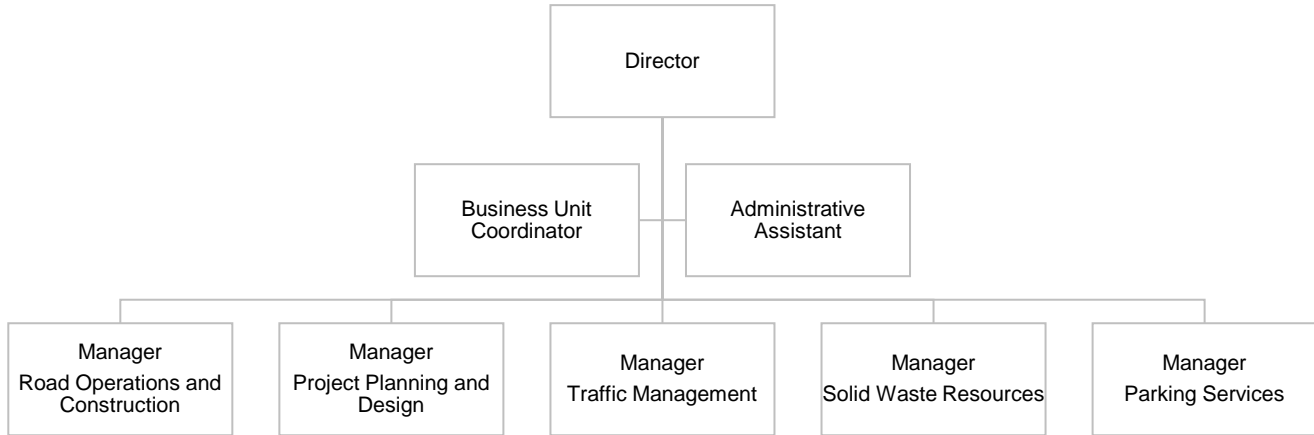 Director
Business Unit
Coordinator
Administrative
Assistant
Manager
Road Operations and
Construction
Manager
Project Planning and
Design
Manager
Traffic Management
Manager
Solid Waste Resources
Manager
Parking Services